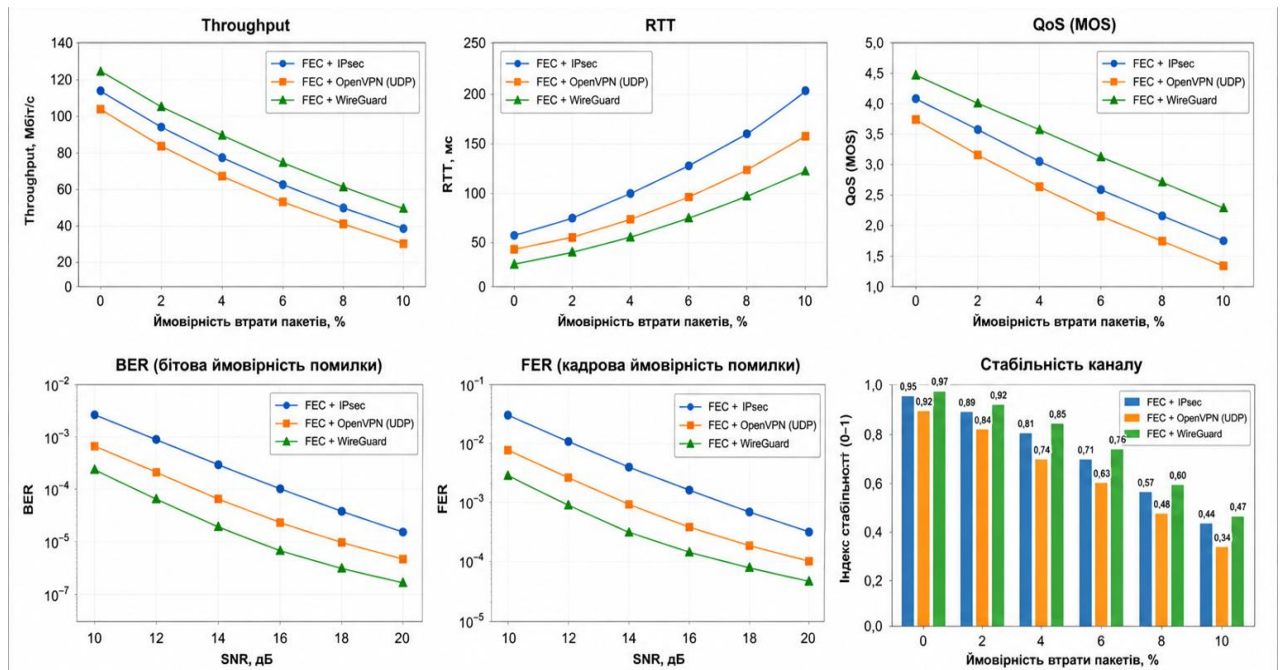 Throughput
140
120
100
80
60
40
20
0
Throughput, Мбіт/с
FEC + IPsec
FEC + OpenVPN (UDP)
FEC + WireGuard
0 2 4 6 8 10
Ймовірність втрати пакетів, %
RTT
250
200
150
100
50
0
RTT, мс
FEC + IPsec
FEC + OpenVPN (UDP)
FEC + WireGuard
0 2 4 6 8 10
Ймовірність втрати пакетів, %
QoS (MOS)
5,0
4,5
4,0
3,5
3,0
2,5
2,0
1,5
1,0
QoS (MOS)
FEC + IPsec
FEC + OpenVPN (UDP)
FEC + WireGuard
0 2 4 6 8 10
Ймовірність втрати пакетів, %
BER (бітова ймовірність помилки)
10⁻²
10⁻³
10⁻⁴
10⁻⁵
10⁻⁷
BER
FEC + IPsec
FEC + OpenVPN (UDP)
FEC + WireGuard
10 12 14 16 18 20
SNR, дБ
FER (кадрова ймовірність помилки)
10⁻¹
10⁻²
10⁻³
10⁻⁴
10⁻⁵
FER
FEC + IPsec
FEC + OpenVPN (UDP)
FEC + WireGuard
10 12 14 16 18 20
SNR, дБ
Стабільність каналу
1,0
0,8
0,6
0,4
0,2
0,0
Індекс стабільності (0–1)
FEC + IPsec
FEC + OpenVPN (UDP)
FEC + WireGuard
0,95 0,92 0,97
0,89 0,84 0,92
0,81 0,74 0,85
0,71 0,63 0,76
0,57 0,48 0,60
0,44 0,34 0,47
0 2 4 6 8 10
Ймовірність втрати пакетів, %